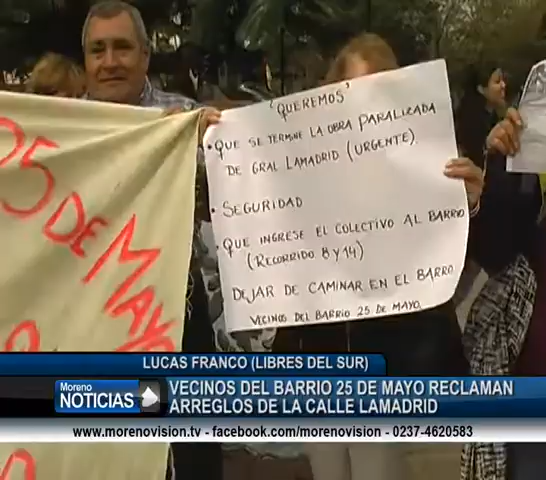 "QUEREMOS"
• QUE SE TERMINE LA OBRA PARALIZADA
DE GRAL LAMADRID (URGENTE).
• SEGURIDAD
• QUE INGRESE EL COLECTIVO AL BARRIO
(RECORRIDO 8 Y 14)
DEJAR DE CAMINAR EN EL BARRO
VECINOS DEL BARRIO 25 DE MAYO.
25 DE MAYO
LUCAS FRANCO (LIBRES DEL SUR)
Moreno
NOTICIAS
VECINOS DEL BARRIO 25 DE MAYO RECLAMAN
ARREGLOS DE LA CALLE LAMADRID
www.morenovision.tv - facebook.com/morenovision - 0237-4620583